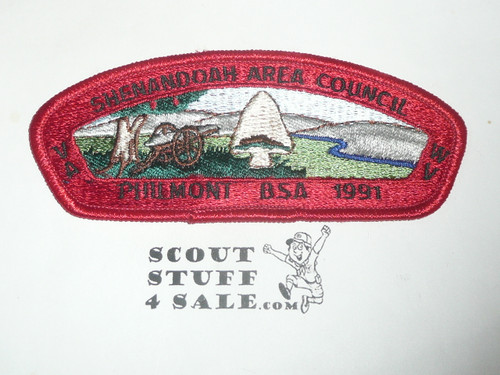 SHENANDOAH AREA COUNCIL
VA
WV
PHILMONT BSA 1991
SCOUT
STUFF
4 SALE.COM